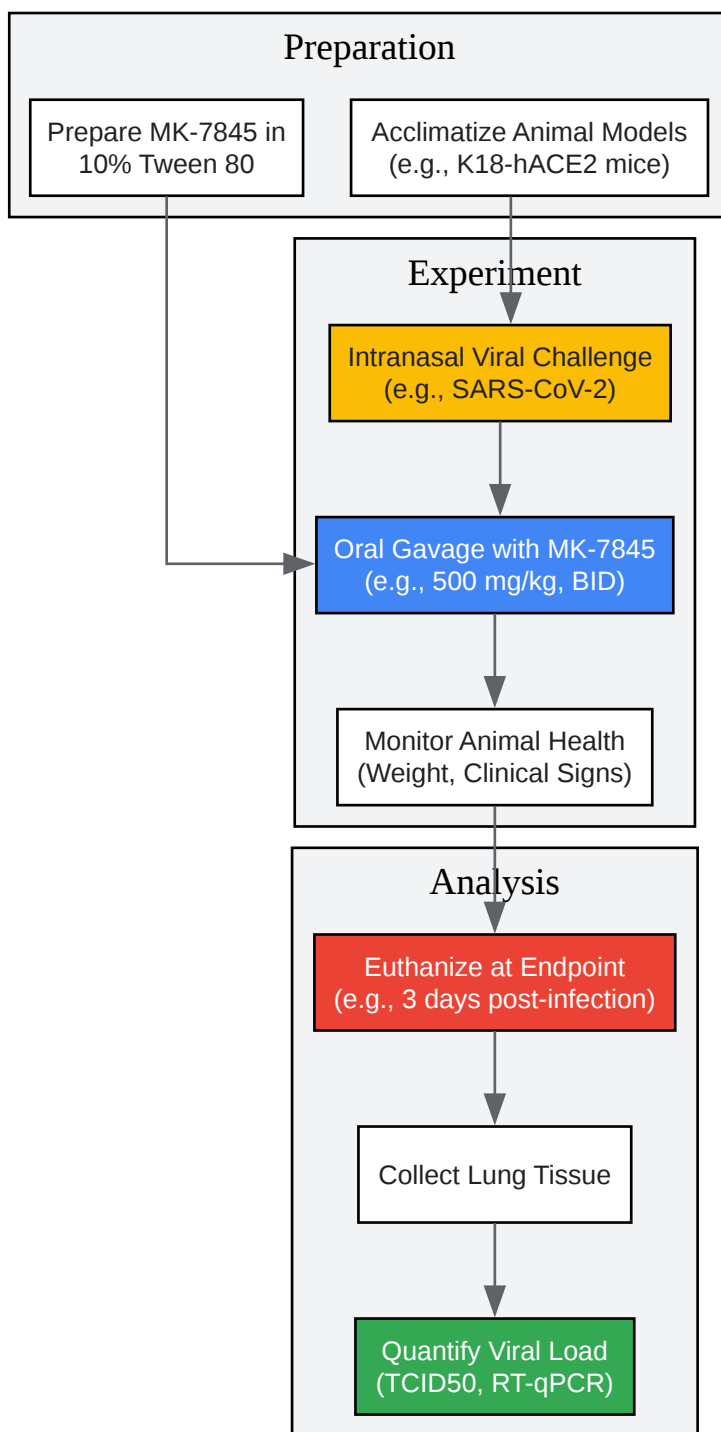 Preparation
Prepare MK-7845 in
10% Tween 80
Acclimatize Animal Models
(e.g., K18-hACE2 mice)
Experiment
Intranasal Viral Challenge
(e.g., SARS-CoV-2)
Oral Gavage with MK-7845
(e.g., 500 mg/kg, BID)
Monitor Animal Health
(Weight, Clinical Signs)
Analysis
Euthanize at Endpoint
(e.g., 3 days post-infection)
Collect Lung Tissue
Quantify Viral Load
(TCID50, RT-qPCR)